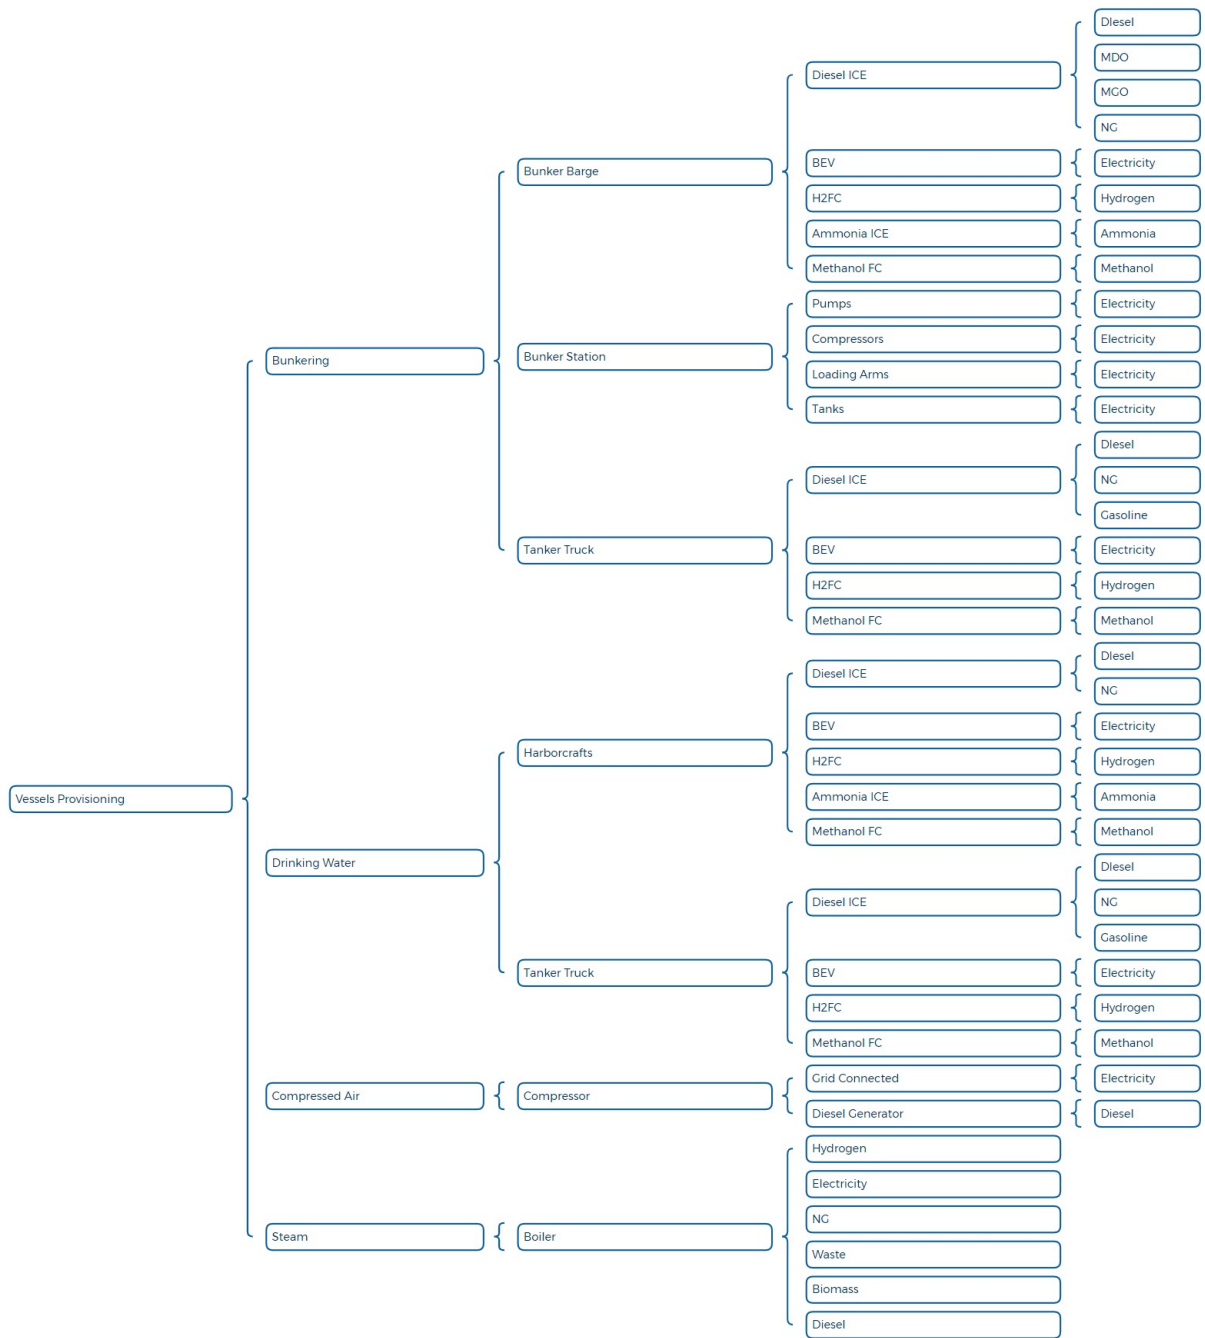 DIesel
Diesel ICE
MDO
MGO
NG
BEV
Electricity
Bunker Barge
H2FC
Hydrogen
Ammonia ICE
Ammonia
Methanol FC
Methanol
Pumps
Electricity
Compressors
Electricity
Bunkering
Bunker Station
Loading Arms
Electricity
Tanks
Electricity
DIesel
Diesel ICE
NG
Gasoline
Tanker Truck
BEV
Electricity
H2FC
Hydrogen
Methanol FC
Methanol
DIesel
Diesel ICE
NG
BEV
Electricity
Harborcrafts
H2FC
Hydrogen
Vessels Provisioning
Ammonia ICE
Ammonia
Methanol FC
Methanol
Drinking Water
DIesel
Diesel ICE
NG
Gasoline
Tanker Truck
BEV
Electricity
H2FC
Hydrogen
Methanol FC
Methanol
Compressed Air
Compressor
Grid Connected
Electricity
Diesel Generator
Diesel
Hydrogen
Electricity
NG
Steam
Boiler
Waste
Biomass
Diesel